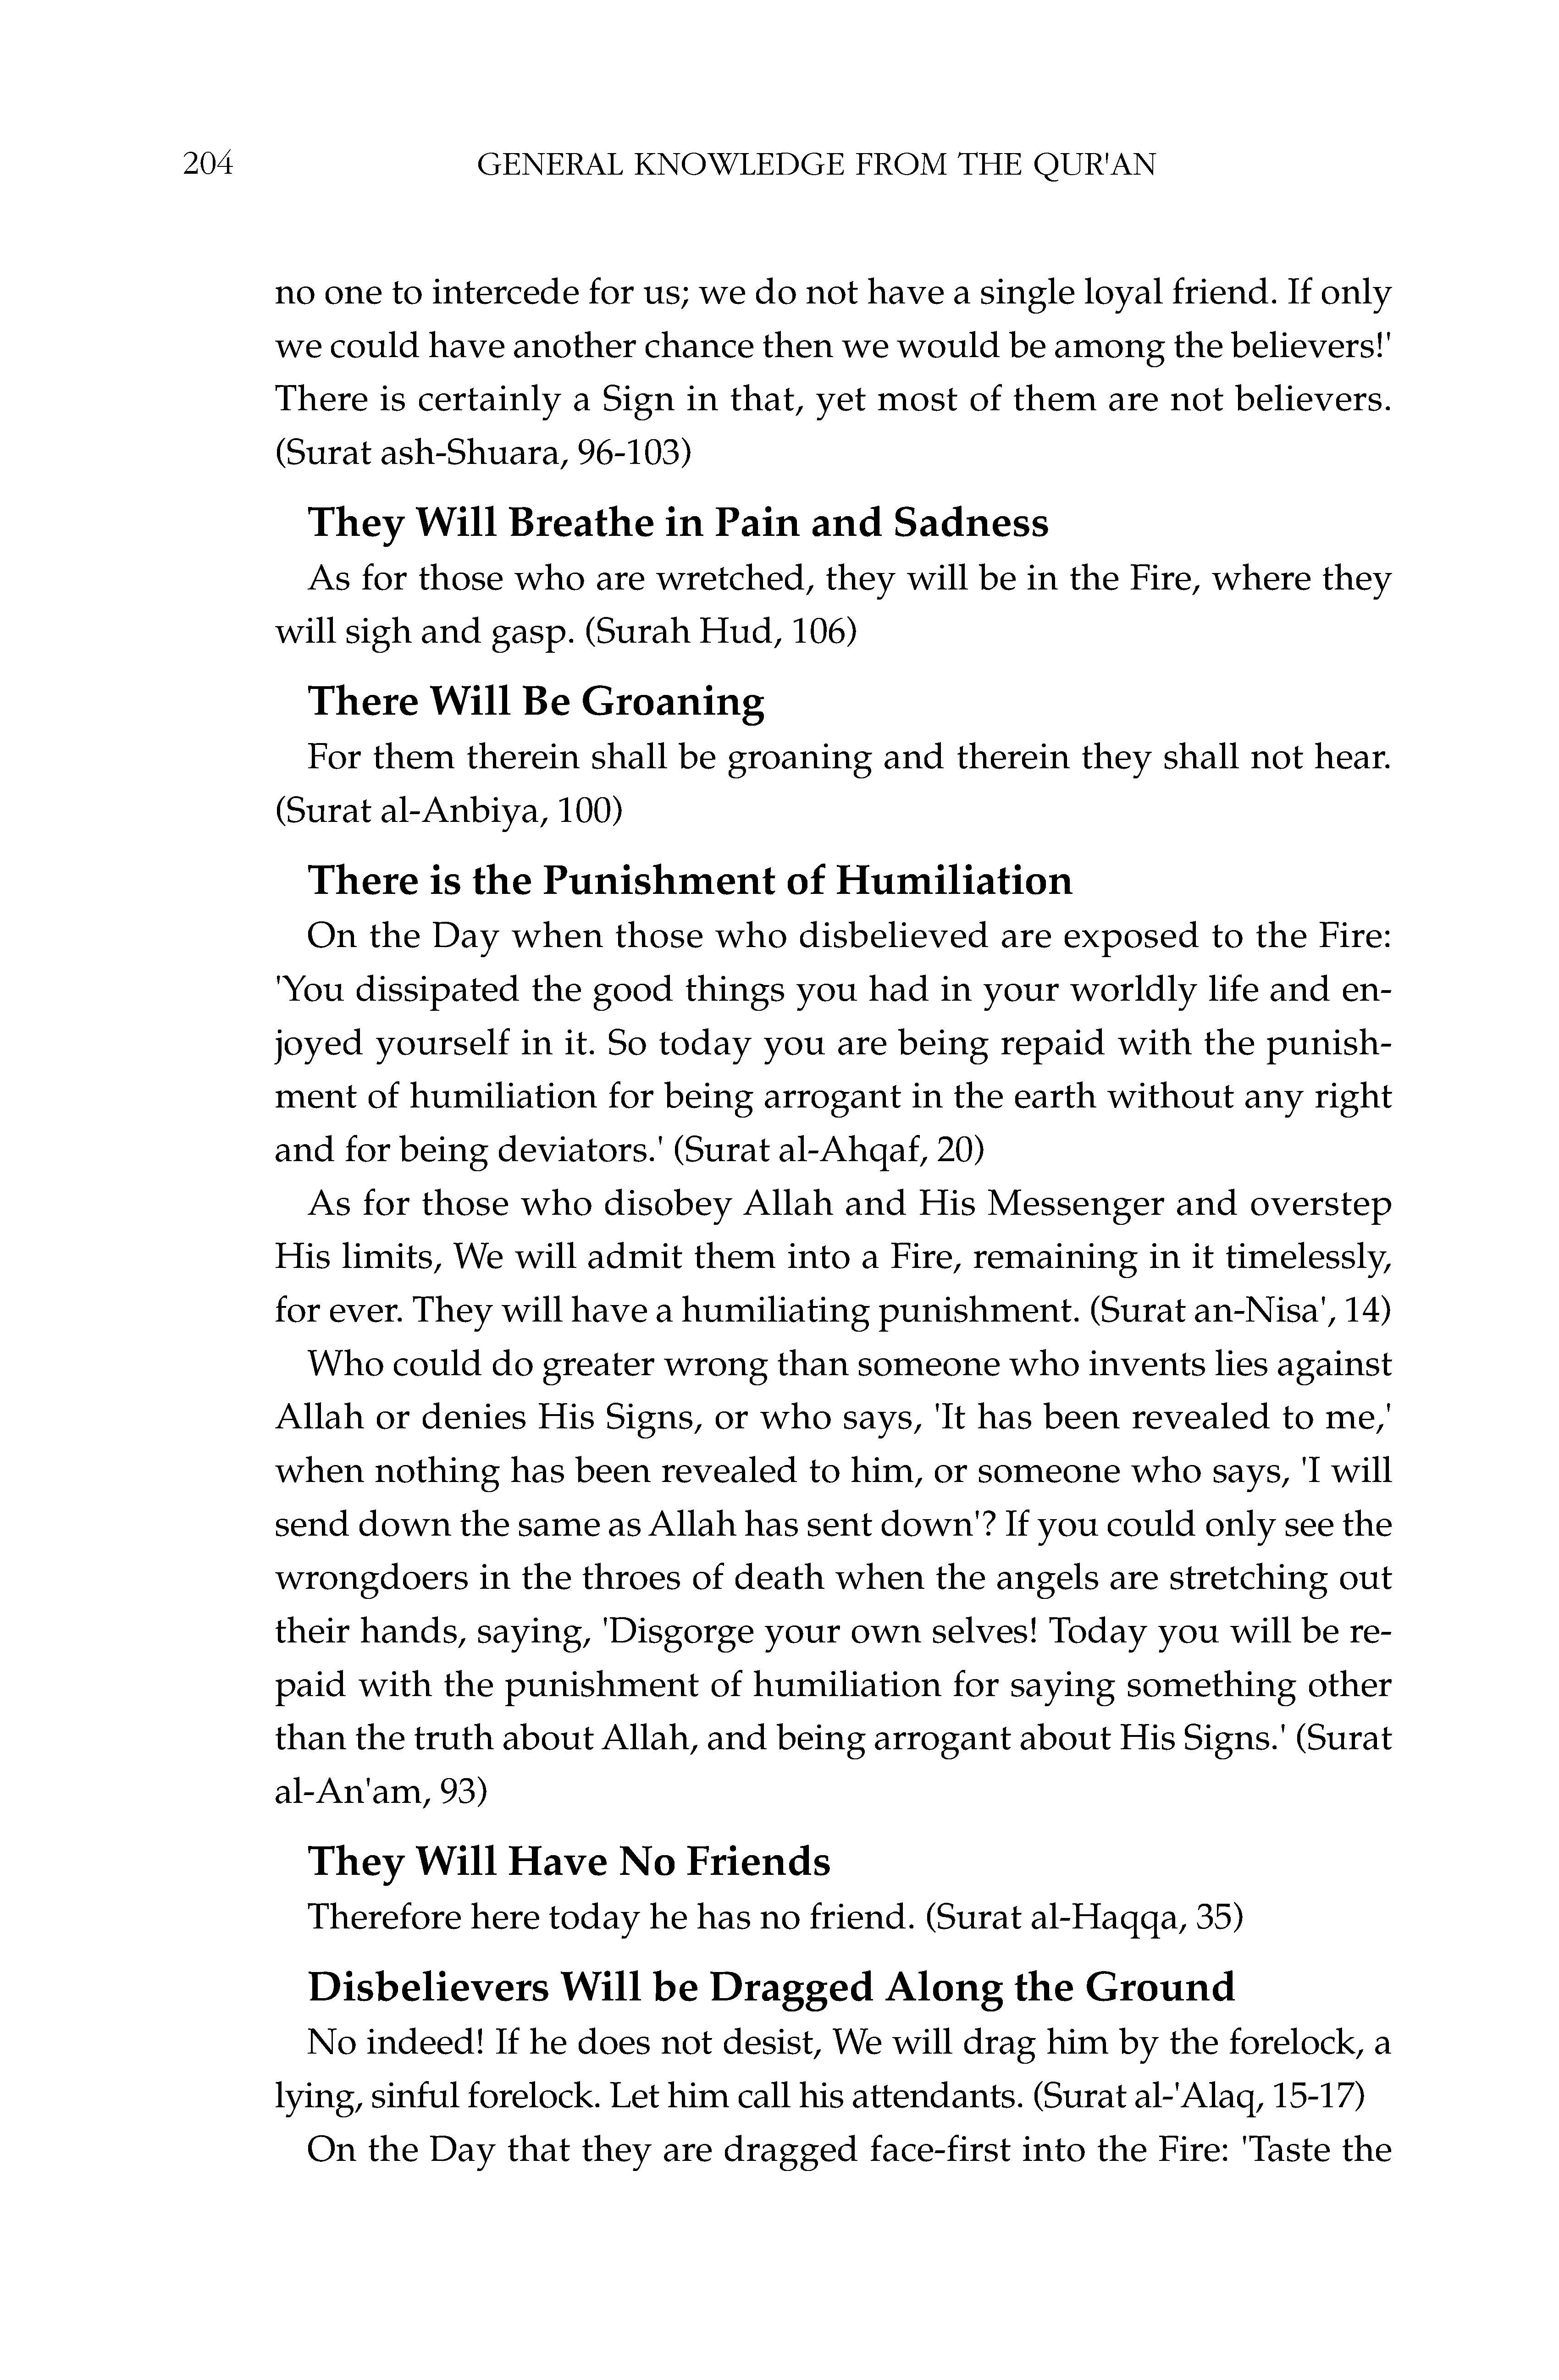 204 GENERAL KNOWLEDGE FROM THE QUR'AN
no one to intercede for us; we do not have a single loyal friend. If only
we could have another chance then we would be among the believers!'
There is certainly a Sign in that, yet most of them are not believers.
(Surat ash-Shuara, 96-103)
They Will Breathe in Pain and Sadness
As for those who are wretched, they will be in the Fire, where they
will sigh and gasp. (Surah Hud, 106)
There Will Be Groaning
For them therein shall be groaning and therein they shall not hear.
(Surat al-Anbiya, 100)
There is the Punishment of Humiliation
On the Day when those who disbelieved are exposed to the Fire:
'You dissipated the good things you had in your worldly life and en-
joyed yourself in it. So today you are being repaid with the punish-
ment of humiliation for being arrogant in the earth without any right
and for being deviators.' (Surat al-Ahqaf, 20)
As for those who disobey Allah and His Messenger and overstep
His limits, We will admit them into a Fire, remaining in it timelessly,
for ever. They will have a humiliating punishment. (Surat an-Nisa', 14)
Who could do greater wrong than someone who invents lies against
Allah or denies His Signs, or who says, 'It has been revealed to me,'
when nothing has been revealed to him, or someone who says, 'I will
send down the same as Allah has sent down'? If you could only see the
wrongdoers in the throes of death when the angels are stretching out
their hands, saying, 'Disgorge your own selves! Today you will be re-
paid with the punishment of humiliation for saying something other
than the truth about Allah, and being arrogant about His Signs.' (Surat
al-An'am, 93)
They Will Have No Friends
Therefore here today he has no friend. (Surat al-Haqqa, 35)
Disbelievers Will be Dragged Along the Ground
No indeed! If he does not desist, We will drag him by the forelock, a
lying, sinful forelock. Let him call his attendants. (Surat al-'Alaq, 15-17)
On the Day that they are dragged face-first into the Fire: 'Taste the